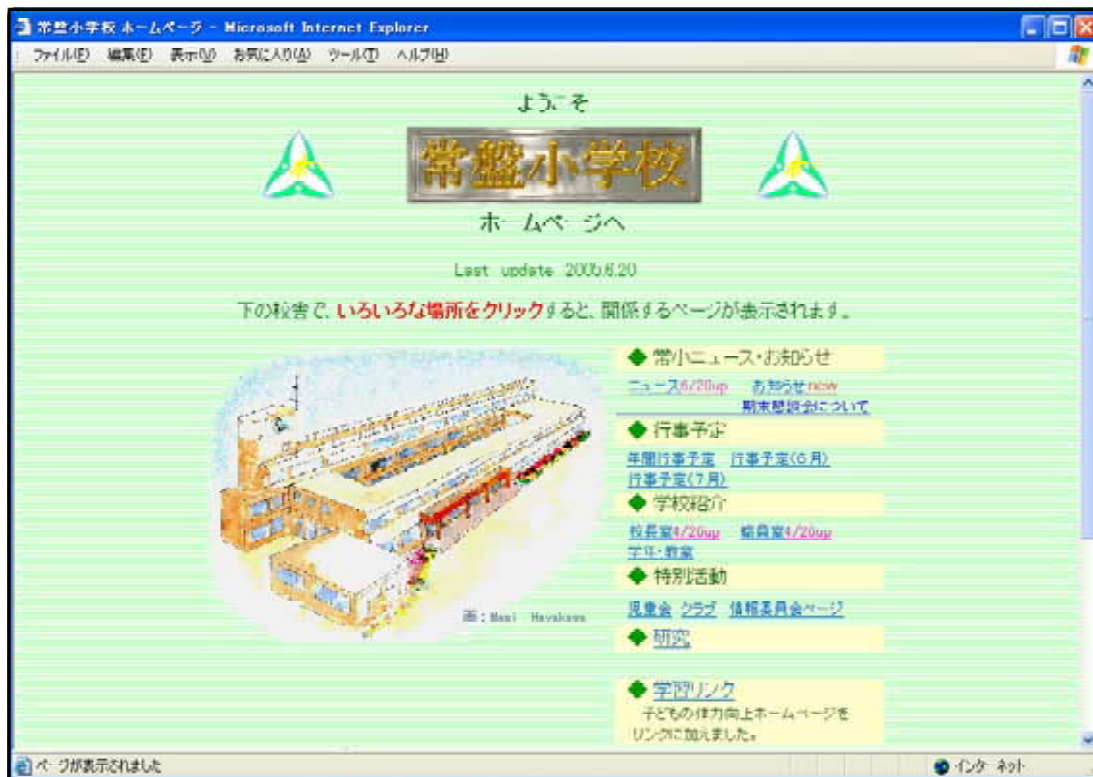 常盤小学校 ホームページ - Microsoft Internet Explorer
ファイル(F) 編集(E) 表示(V) お気に入り(A) ツール(T) ヘルプ(H)
ようこそ
常盤小学校
ホームページへ
Last update 2005.6.20
下の校舎で、いろいろな場所をクリックすると、関係するページが表示されます。
◆ 常小ニュース・お知らせ
ニュース6/20up お知らせnew
期末懇談会について
◆ 行事予定
年間行事予定 行事予定(6月)
行事予定(7月)
◆ 学校紹介
校長室4/20up 職員室4/20up
学年・教室
◆ 特別活動
児童会 クラブ 情報委員会ページ
画:Mami Hayakawa
◆ 研究
◆ 学習リンク
子どもの体力向上ホームページを
リンクに加えました。
ページが表示されました
インターネット